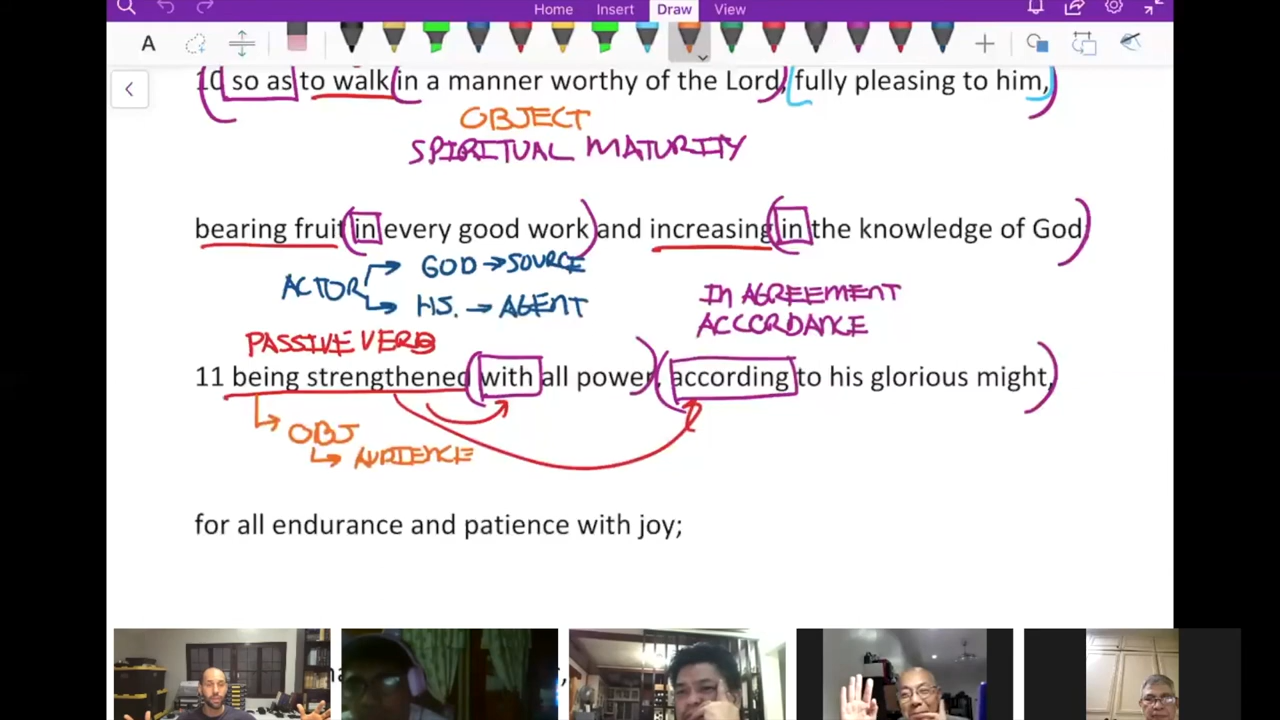 Home Insert Draw View
A
10 so as to walk in a manner worthy of the Lord, fully pleasing to him,
OBJECT
SPIRITUAL MATURITY
bearing fruit in every good work and increasing in the knowledge of God
ACTOR → GOD → SOURCE
→ HS. → AGENT
IN AGREEMENT
ACCORDANCE
PASSIVE VERB
11 being strengthened with all power, according to his glorious might,
OBJ
AUDIENCE
for all endurance and patience with joy;